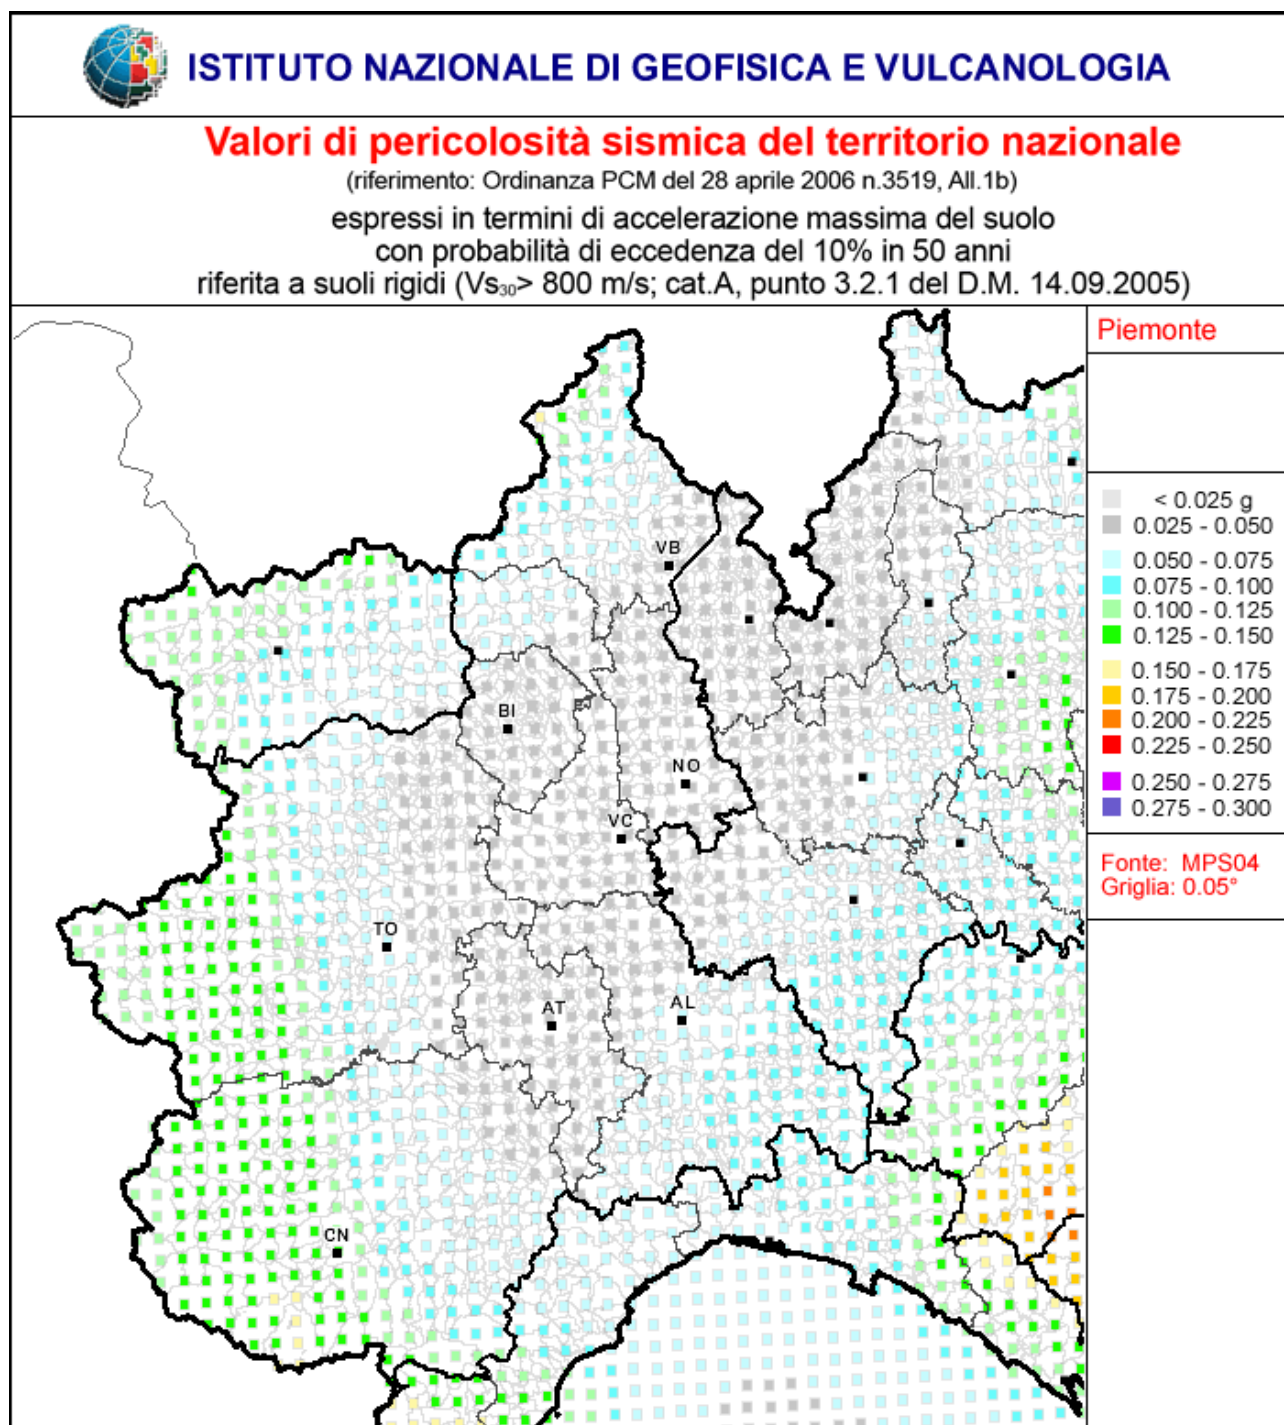 ISTITUTO NAZIONALE DI GEOFISICA E VULCANOLOGIA
Valori di pericolosità sismica del territorio nazionale
(riferimento: Ordinanza PCM del 28 aprile 2006 n.3519, All.1b)
espressi in termini di accelerazione massima del suolo
con probabilità di eccedenza del 10% in 50 anni
riferita a suoli rigidi (Vs30> 800 m/s; cat.A, punto 3.2.1 del D.M. 14.09.2005)
Piemonte
< 0.025 g
0.025 - 0.050
0.050 - 0.075
0.075 - 0.100
0.100 - 0.125
0.125 - 0.150
0.150 - 0.175
0.175 - 0.200
0.200 - 0.225
0.225 - 0.250
0.250 - 0.275
0.275 - 0.300
Fonte: MPS04
Griglia: 0.05°
VB
BI
NO
VC
TO
AT
AL
CN